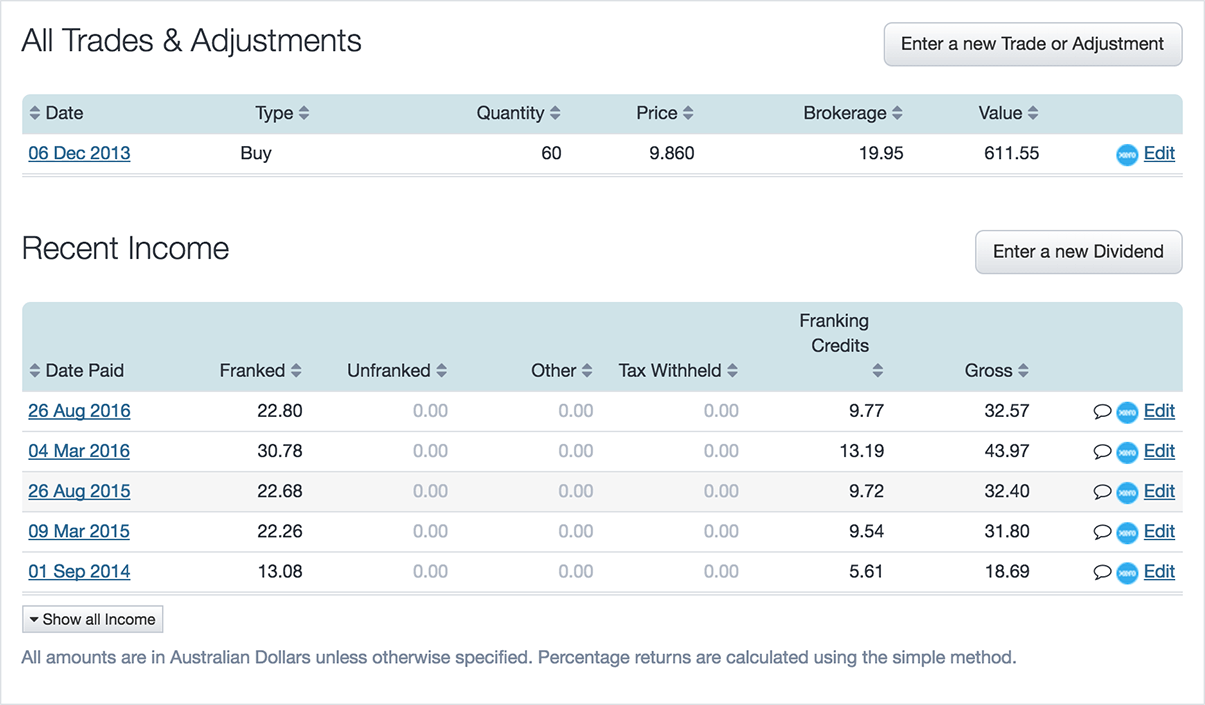 All Trades & Adjustments
Enter a new Trade or Adjustment
Date Type Quantity Price Brokerage Value
06 Dec 2013 Buy 60 9.860 19.95 611.55 xero Edit
Recent Income
Enter a new Dividend
Franking
Credits
Date Paid Franked Unfranked Other Tax Withheld Gross
26 Aug 2016 22.80 0.00 0.00 0.00 9.77 32.57 xero Edit
04 Mar 2016 30.78 0.00 0.00 0.00 13.19 43.97 xero Edit
26 Aug 2015 22.68 0.00 0.00 0.00 9.72 32.40 xero Edit
09 Mar 2015 22.26 0.00 0.00 0.00 9.54 31.80 xero Edit
01 Sep 2014 13.08 0.00 0.00 0.00 5.61 18.69 xero Edit
Show all Income
All amounts are in Australian Dollars unless otherwise specified. Percentage returns are calculated using the simple method.